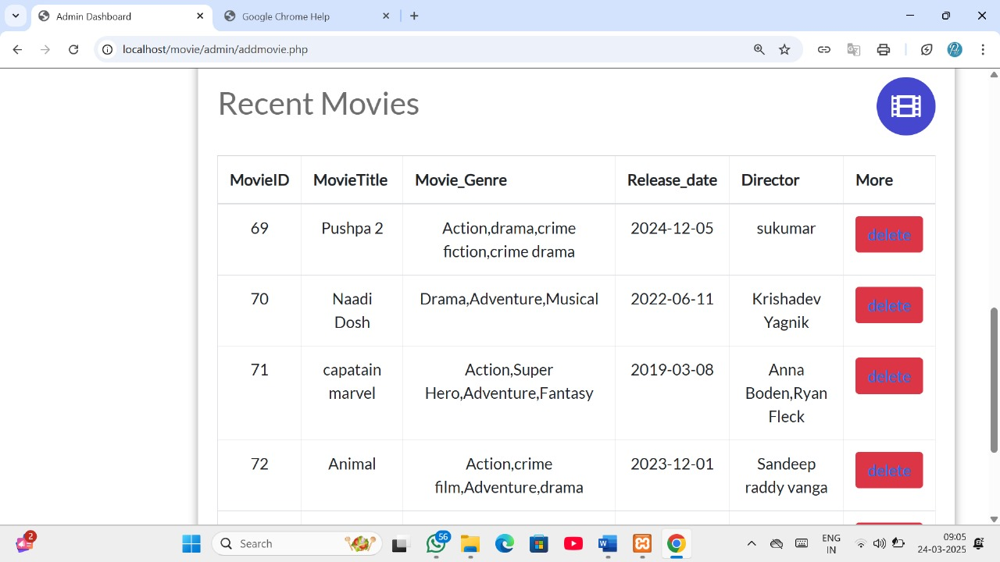 Admin Dashboard
Google Chrome Help
localhost/movie/admin/addmovie.php
Recent Movies
MovieID MovieTitle Movie_Genre Release_date Director More
69 Pushpa 2 Action,drama,crime 2024-12-05 sukumar delete
fiction,crime drama
70 Naadi Drama,Adventure,Musical 2022-06-11 Krishadev delete
Dosh Yagnik
71 capatain Action,Super 2019-03-08 Anna delete
marvel Hero,Adventure,Fantasy Boden,Ryan
Fleck
72 Animal Action,crime 2023-12-01 Sandeep delete
film,Adventure,drama raddy vanga
2
Search
56
ENG
IN
09:05
24-03-2025